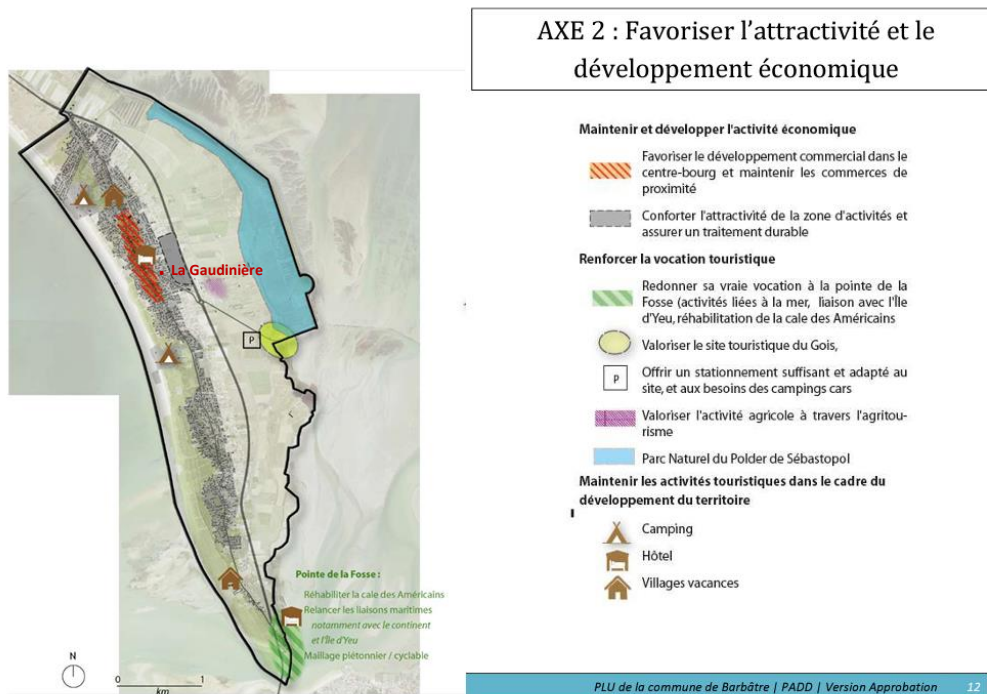 AXE 2 : Favoriser l'attractivité et le
développement économique
La Gaudinière
P
Pointe de la Fosse :
Réhabiliter la cale des Américains
Relancer les liaisons maritimes
notamment avec le continent
et l'Île d'Yeu
Maillage piétonnier / cyclable
N
0 1
km
Maintenir et développer l'activité économique
Favoriser le développement commercial dans le
centre-bourg et maintenir les commerces de
proximité
Conforter l'attractivité de la zone d'activités et
assurer un traitement durable
Renforcer la vocation touristique
Redonner sa vraie vocation à la pointe de la
Fosse (activités liées à la mer, liaison avec l'Île
d'Yeu, réhabilitation de la cale des Américains
Valoriser le site touristique du Gois,
P
Offrir un stationnement suffisant et adapté au
site, et aux besoins des campings cars
Valoriser l'activité agricole à travers l'agritou-
risme
Parc Naturel du Polder de Sébastopol
Maintenir les activités touristiques dans le cadre du
développement du territoire
Camping
Hôtel
Villages vacances
PLU de la commune de Barbâtre | PADD | Version Approbation 12